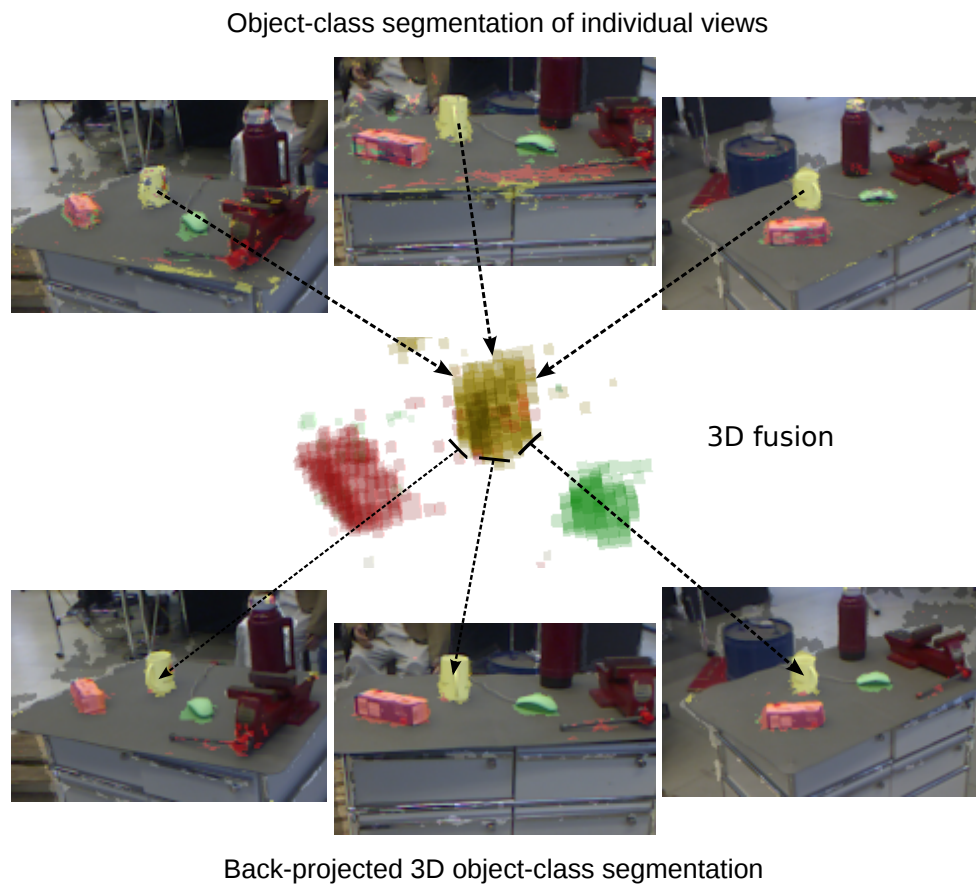 Object-class segmentation of individual views
3D fusion
Back-projected 3D object-class segmentation